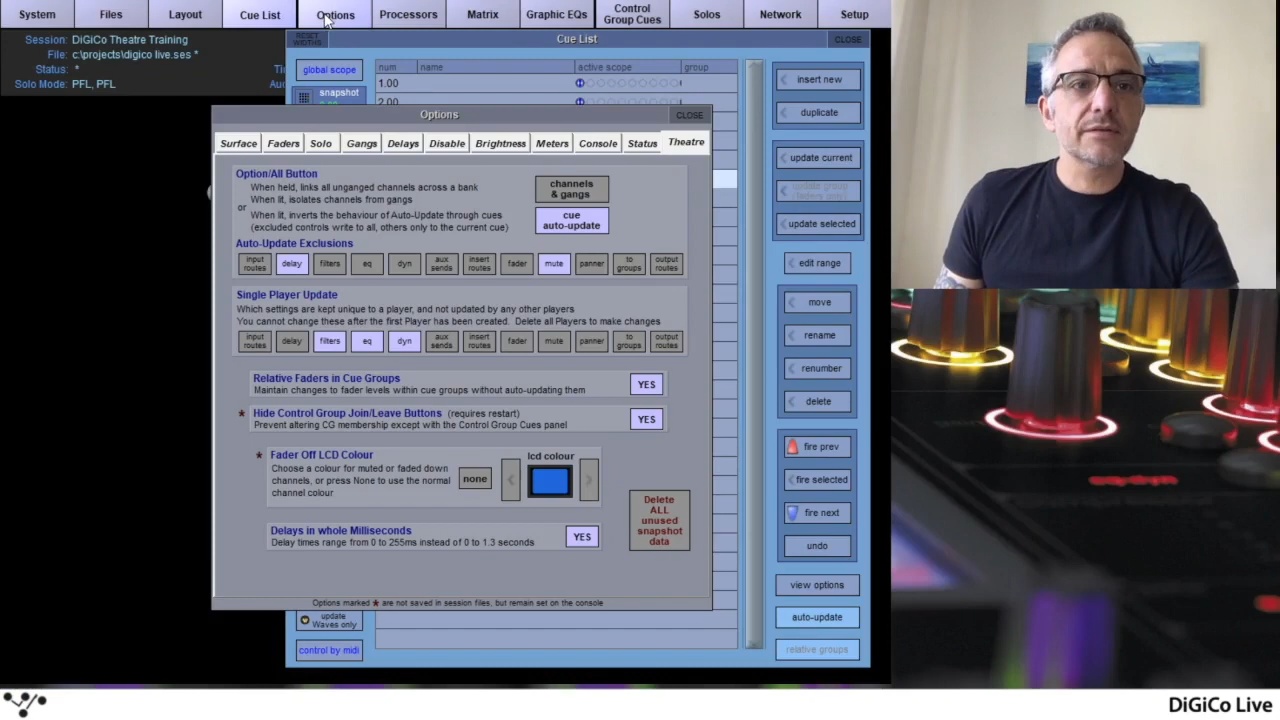 System Files Layout Cue List Options Processors Matrix Graphic EQs Control Group Cues Solos Network Setup
Session: DiGiCo Theatre Training
File: c:\projects\digico live.ses *
Status: *
Solo Mode: PFL, PFL
RESET WIDTHS
Cue List
CLOSE
global scope
num name active scope group
snapshot
1.00
2.00
Options
CLOSE
Surface Faders Solo Gangs Delays Disable Brightness Meters Console Status Theatre
Option/All Button
When held, links all unganged channels across a bank
When lit, isolates channels from gangs
or
When lit, inverts the behaviour of Auto-Update through cues
(excluded controls write to all, others only to the current cue)
channels & gangs
cue auto-update
Auto-Update Exclusions
input routes delay filters eq dyn aux sends insert routes fader mute panner to groups output routes
Single Player Update
Which settings are kept unique to a player, and not updated by any other players
You cannot change these after the first Player has been created. Delete all Players to make changes
input routes delay filters eq dyn aux sends insert routes fader mute panner to groups output routes
Relative Faders in Cue Groups
Maintain changes to fader levels within cue groups without auto-updating them
YES
* Hide Control Group Join/Leave Buttons (requires restart)
Prevent altering CG membership except with the Control Group Cues panel
YES
* Fader Off LCD Colour
Choose a colour for muted or faded down
channels, or press None to use the normal
channel colour
none
lcd colour
Delays in whole Milliseconds
Delay times range from 0 to 255ms instead of 0 to 1.3 seconds
YES
Delete
ALL
unused
snapshot
data
Options marked * are not saved in session files, but remain set on the console
update
Waves only
control by midi
insert new
duplicate
update current
update group
(faders only)
update selected
edit range
move
rename
renumber
delete
fire prev
fire selected
fire next
undo
view options
auto-update
relative groups
DiGiCo Live